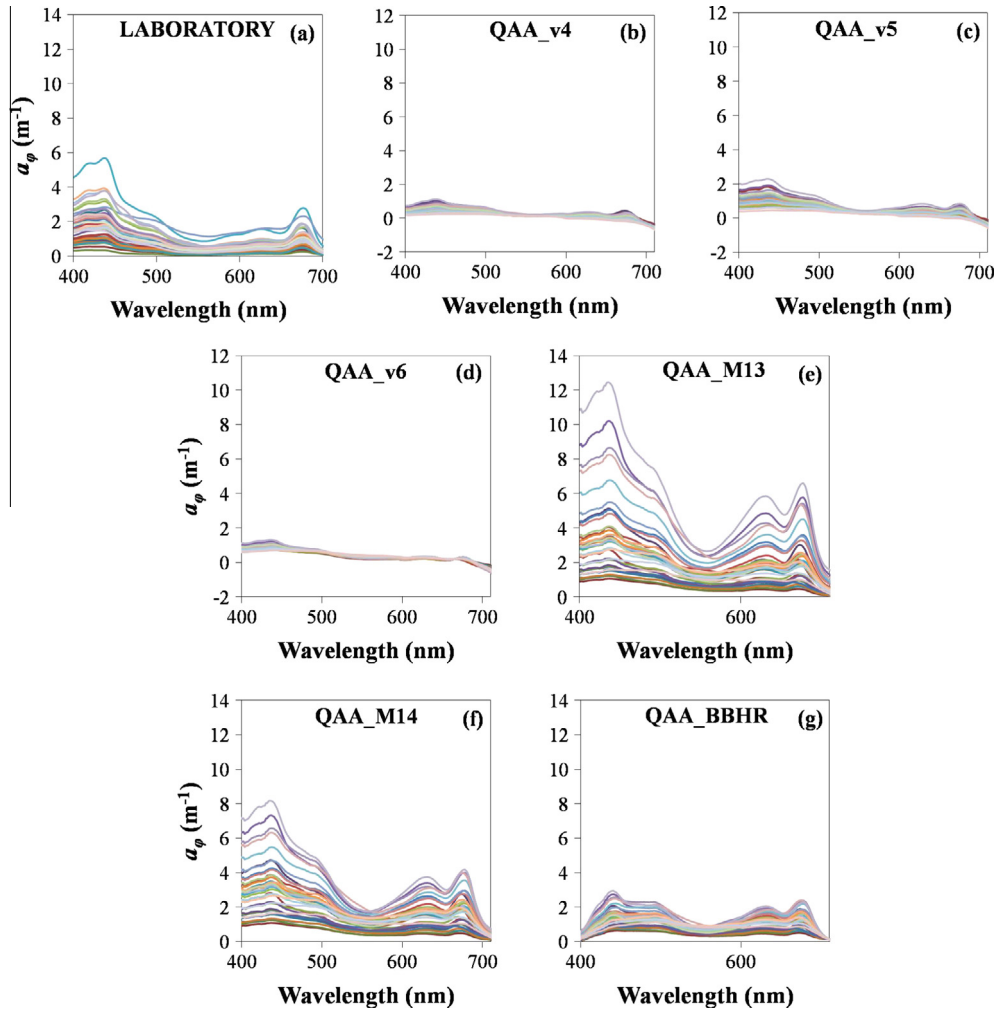 LABORATORY (a)
14
12
10
8
6
4
2
0
400 500 600 700
aφ (m-1)
Wavelength (nm)
QAA_v4 (b)
12
10
8
6
4
2
0
-2
400 500 600 700
Wavelength (nm)
QAA_v5 (c)
12
10
8
6
4
2
0
-2
400 500 600 700
Wavelength (nm)
QAA_v6 (d)
12
10
8
6
4
2
0
-2
400 500 600 700
aφ (m-1)
Wavelength (nm)
QAA_M13 (e)
14
12
10
8
6
4
2
0
400 600
Wavelength (nm)
QAA_M14 (f)
14
12
10
8
6
4
2
0
400 500 600 700
aφ (m-1)
Wavelength (nm)
QAA_BBHR (g)
14
12
10
8
6
4
2
0
400 600
Wavelength (nm)